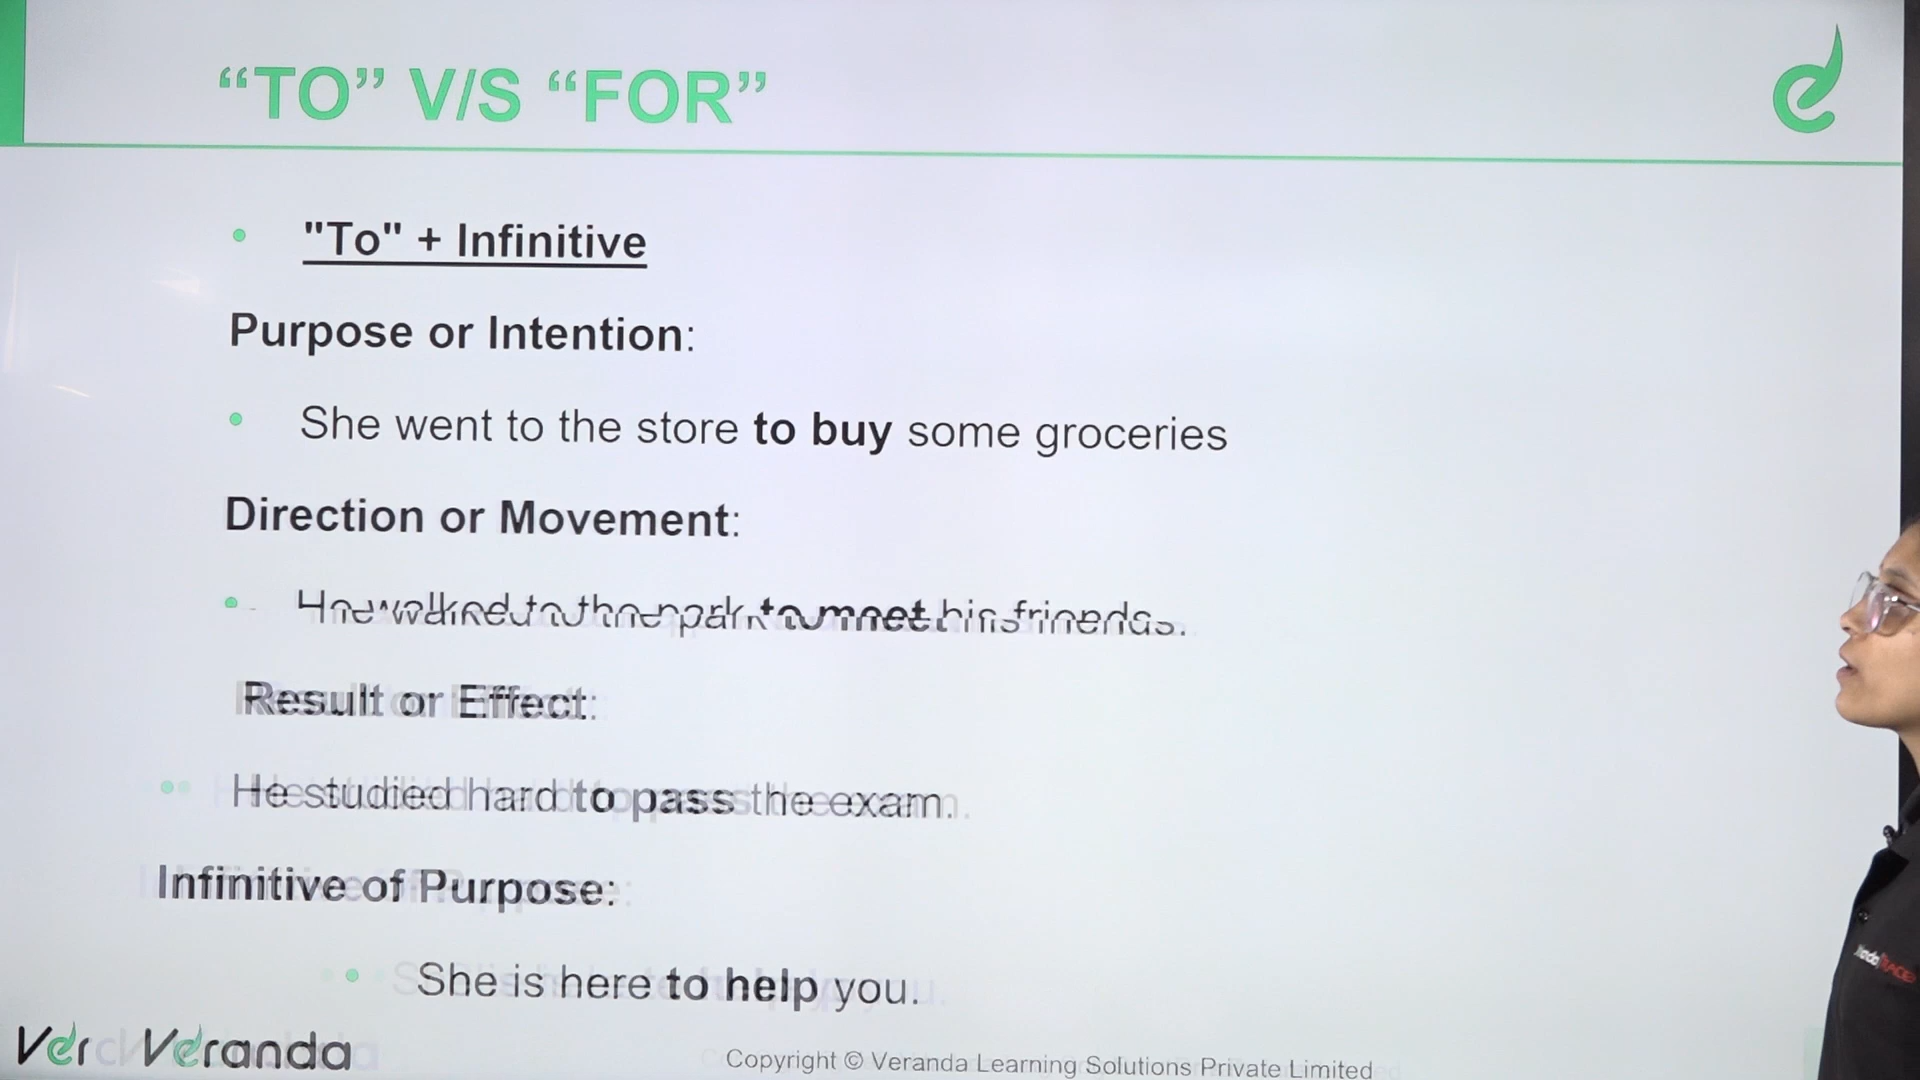 “TO” V/S “FOR”
"To" + Infinitive
Purpose or Intention:
She went to the store to buy some groceries
Direction or Movement:
He walked to the park to meet his friends.
Result or Effect:
He studied hard to pass the exam.
Infinitive of Purpose:
She is here to help you.
Veranda
Copyright © Veranda Learning Solutions Private Limited